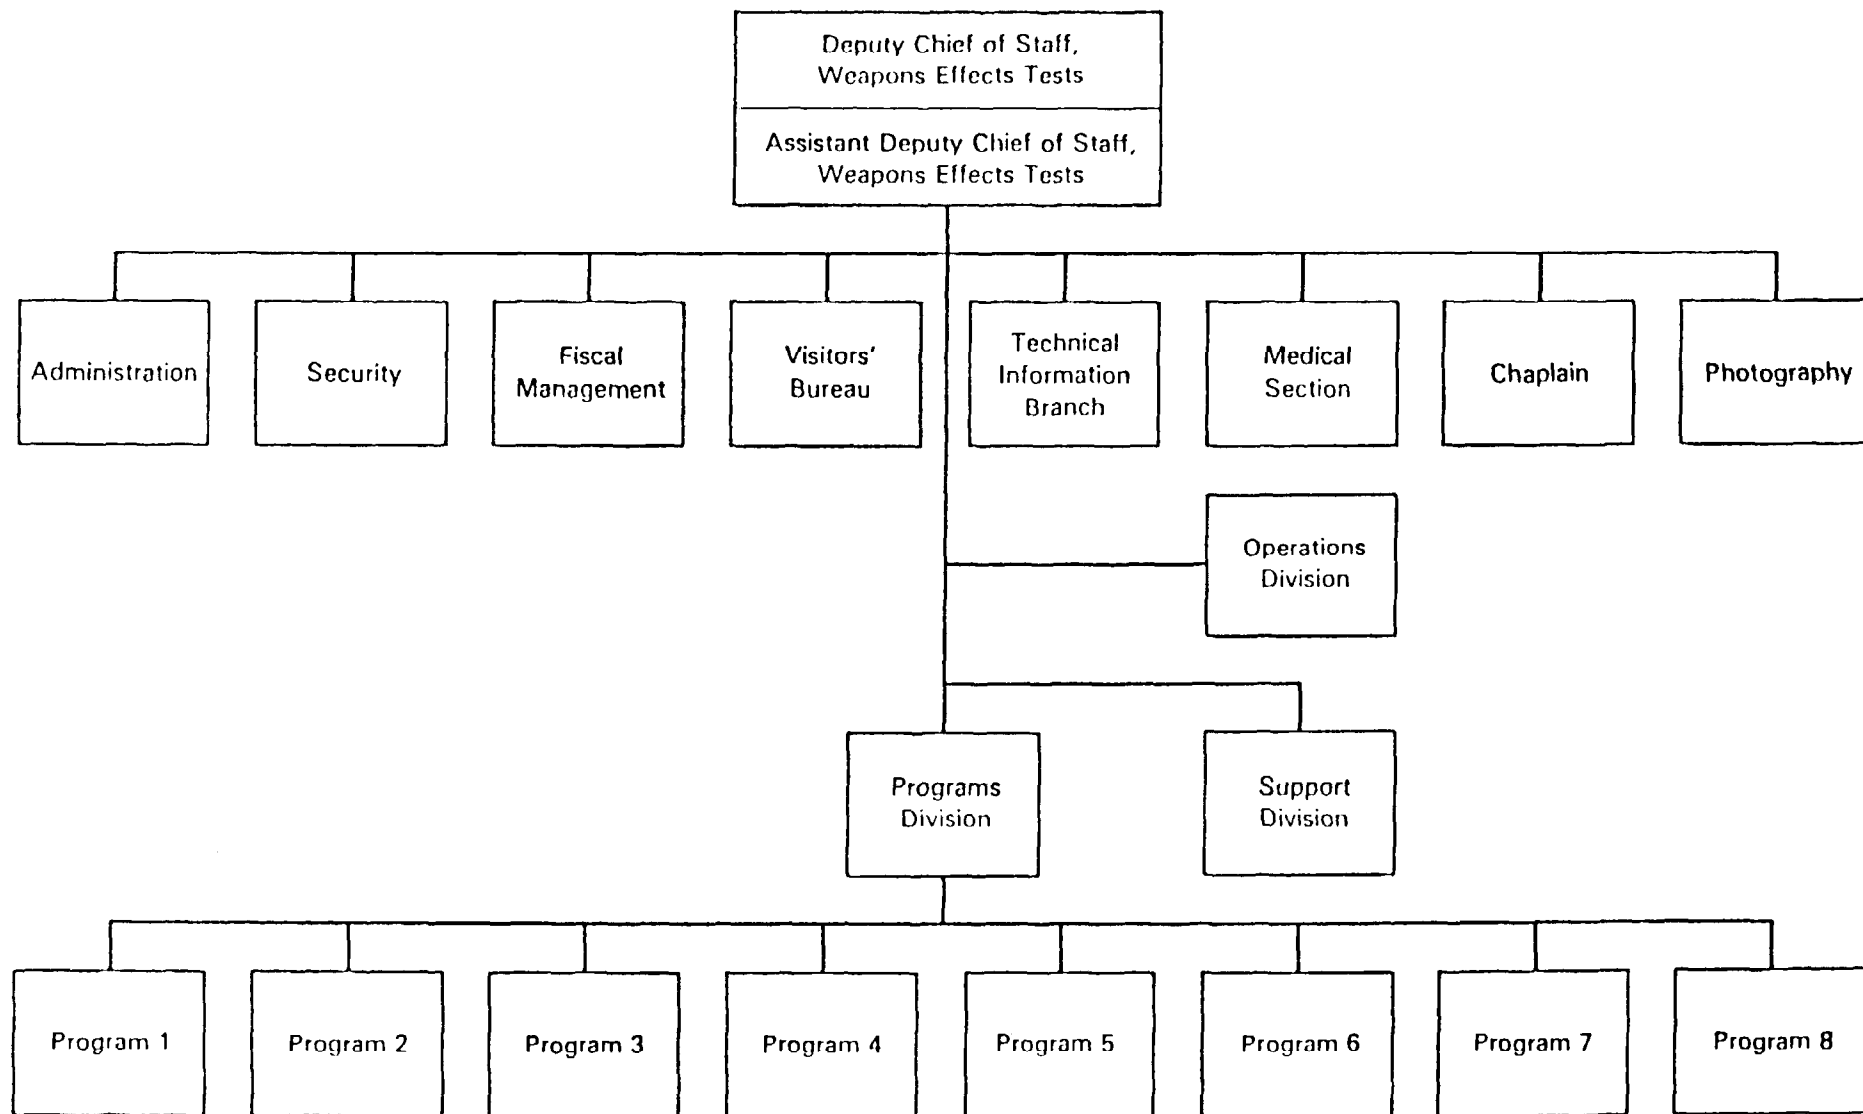 Deputy Chief of Staff,
Weapons Effects Tests
Assistant Deputy Chief of Staff,
Weapons Effects Tests
Administration
Security
Fiscal
Management
Visitors'
Bureau
Technical
Information
Branch
Medical
Section
Chaplain
Photography
Operations
Division
Programs
Division
Support
Division
Program 1
Program 2
Program 3
Program 4
Program 5
Program 6
Program 7
Program 8